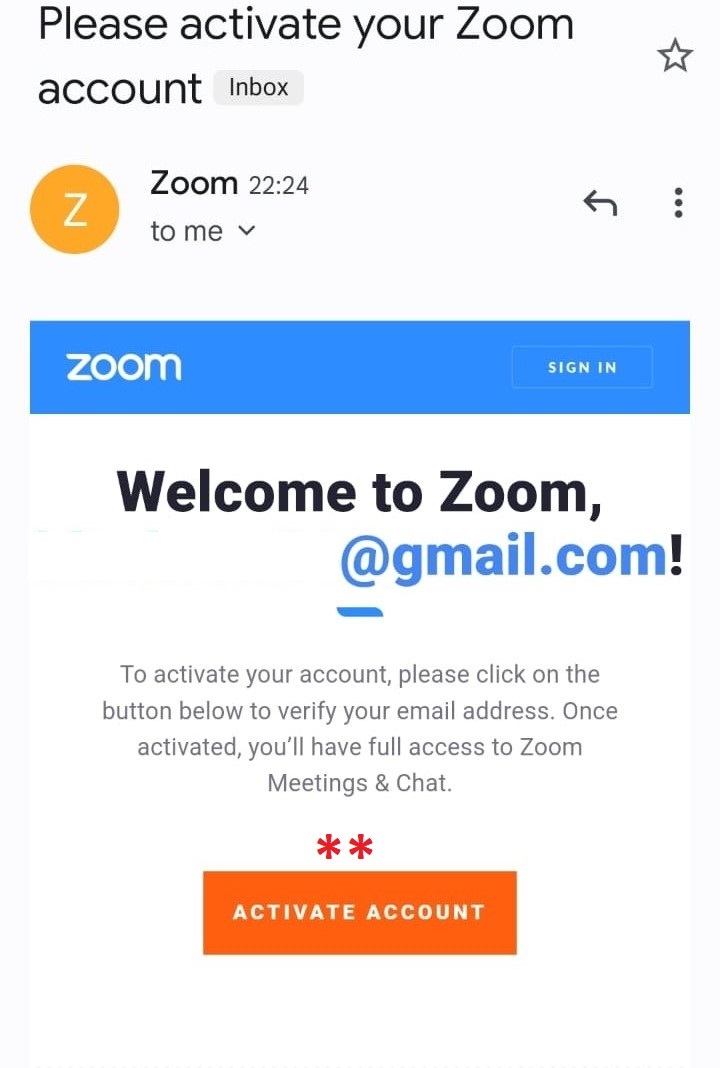 Please activate your Zoom
account Inbox
Z
Zoom 22:24
to me
zoom SIGN IN
Welcome to Zoom,
@gmail.com!
To activate your account, please click on the
button below to verify your email address. Once
activated, you’ll have full access to Zoom
Meetings & Chat.
**
ACTIVATE ACCOUNT